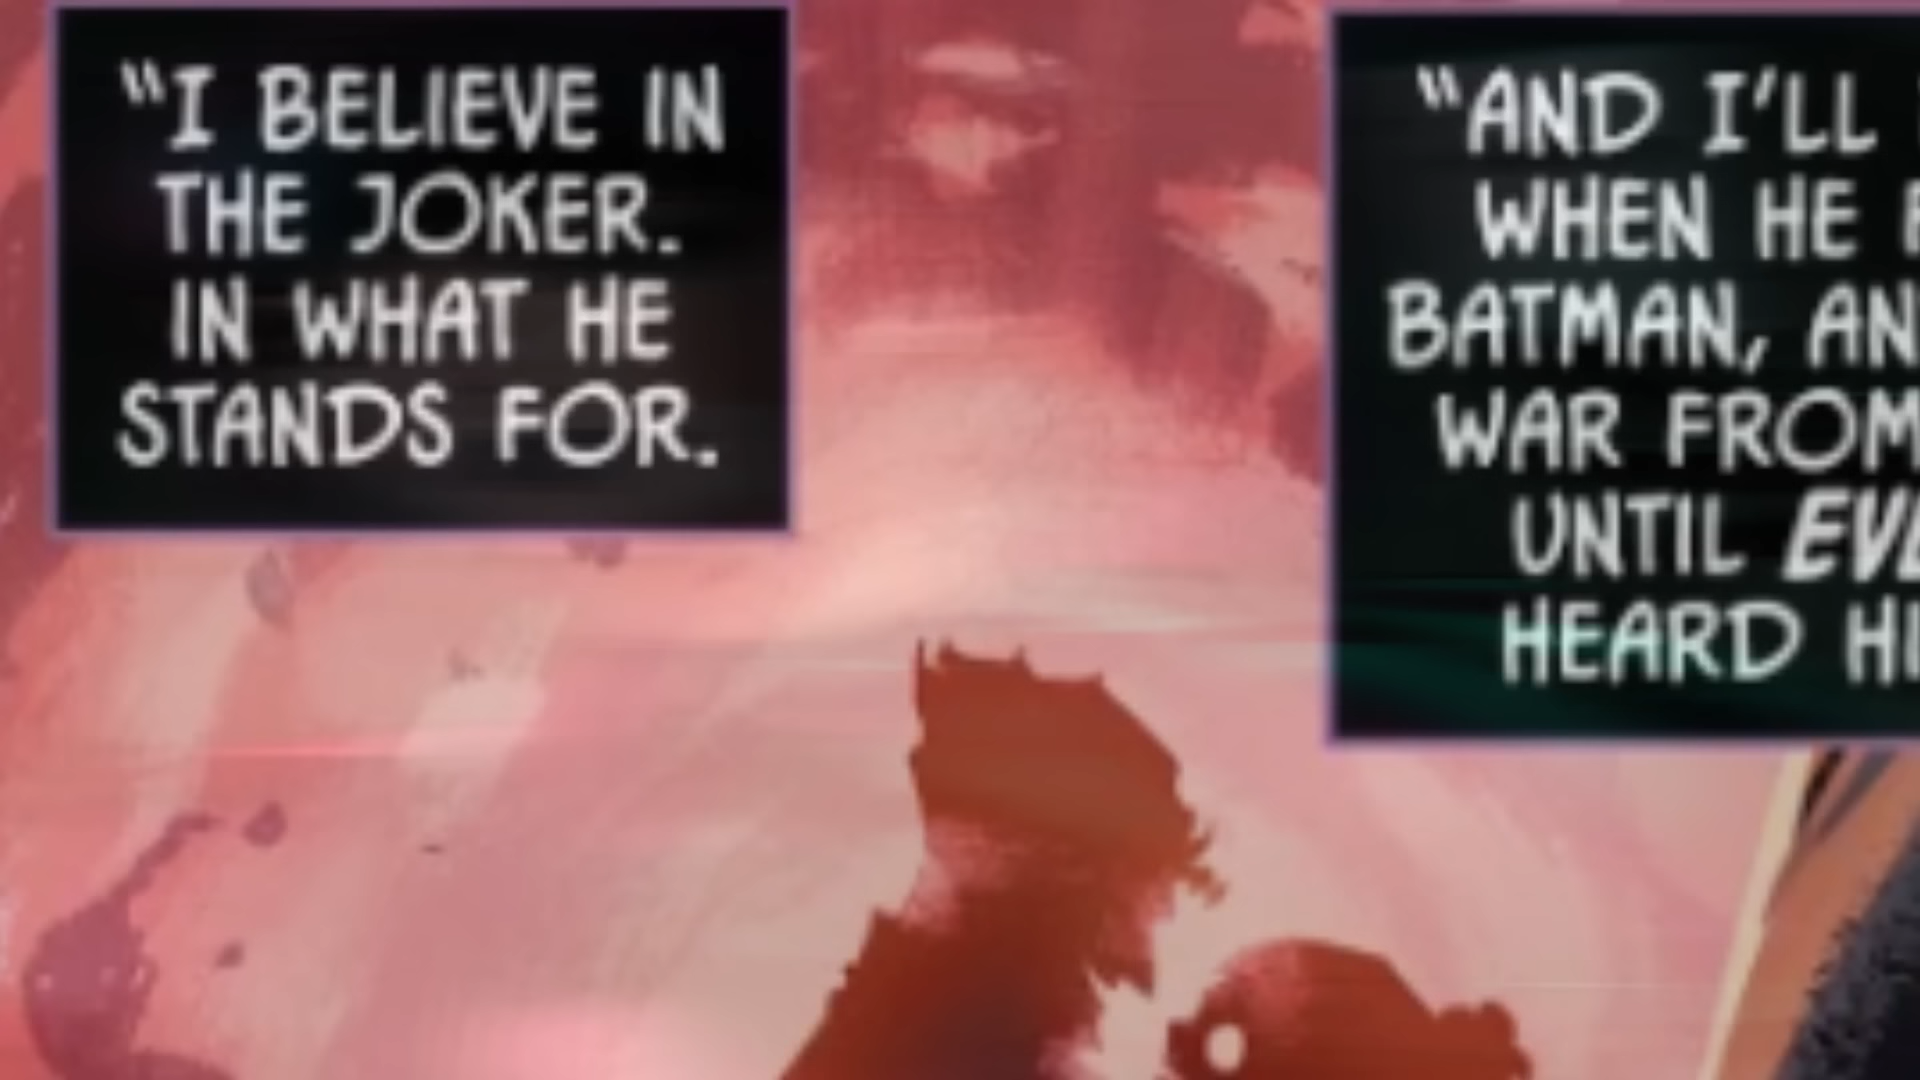 "I BELIEVE IN
THE JOKER.
IN WHAT HE
STANDS FOR.
"AND I'LL
WHEN HE
BATMAN,
WAR FROM
UNTIL
HEARD